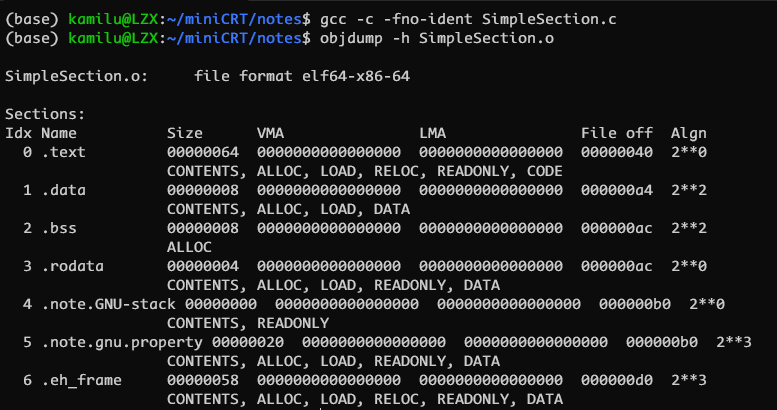 (base) kamilu@LZX:~/miniCRT/notes$ gcc -c -fno-ident SimpleSection.c
(base) kamilu@LZX:~/miniCRT/notes$ objdump -h SimpleSection.o
SimpleSection.o:     file format elf64-x86-64
Sections:
Idx Name          Size      VMA               LMA               File off  Algn
  0 .text         00000064  0000000000000000  0000000000000000  00000040  2**0
                  CONTENTS, ALLOC, LOAD, RELOC, READONLY, CODE
  1 .data         00000008  0000000000000000  0000000000000000  000000a4  2**2
                  CONTENTS, ALLOC, LOAD, DATA
  2 .bss          00000008  0000000000000000  0000000000000000  000000ac  2**2
                  ALLOC
  3 .rodata       00000004  0000000000000000  0000000000000000  000000ac  2**0
                  CONTENTS, ALLOC, LOAD, READONLY, DATA
  4 .note.GNU-stack 00000000  0000000000000000  0000000000000000  000000b0  2**0
                  CONTENTS, READONLY
  5 .note.gnu.property 00000020  0000000000000000  0000000000000000  000000b0  2**3
                  CONTENTS, ALLOC, LOAD, READONLY, DATA
  6 .eh_frame     00000058  0000000000000000  0000000000000000  000000d0  2**3
                  CONTENTS, ALLOC, LOAD, RELOC, READONLY, DATA